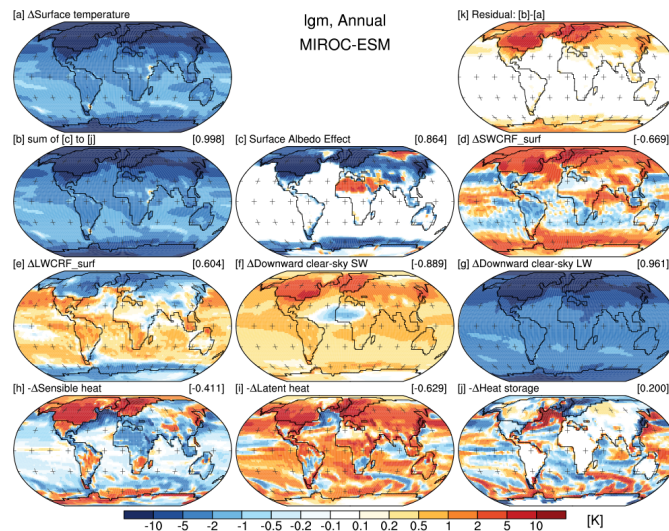 [a] ΔSurface temperature
lgm, Annual
MIROC-ESM
[k] Residual: [b]-[a]
[b] sum of [c] to [j] [0.998]
[c] Surface Albedo Effect [0.864]
[d] ΔSWCRF_surf [-0.669]
[e] ΔLWCRF_surf [0.604]
[f] ΔDownward clear-sky SW [-0.889]
[g] ΔDownward clear-sky LW [0.961]
[h] -ΔSensible heat [-0.411]
[i] -ΔLatent heat [-0.629]
[j] -ΔHeat storage [0.200]
-10 -5 -2 -1 -0.5 -0.2 -0.1 0.1 0.2 0.5 1 2 5 10 [K]